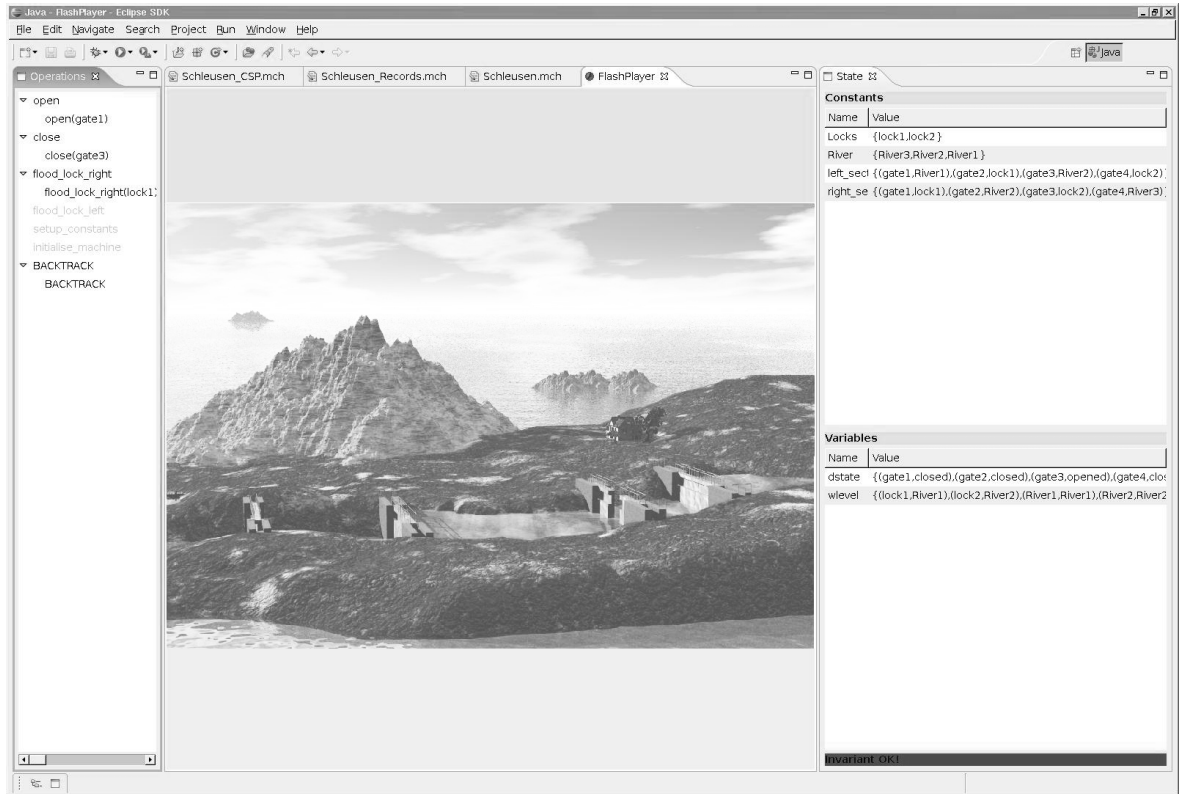 Java - FlashPlayer - Eclipse SDK
File Edit Navigate Search Project Run Window Help
Java
Operations
Schleusen_CSP.mch
Schleusen_Records.mch
Schleusen.mch
FlashPlayer
State
open
open(gate1)
close
close(gate3)
flood_lock_right
flood_lock_right(lock1;
flood_lock_left
setup_constants
initialise_machine
BACKTRACK
BACKTRACK
Constants
Name Value
Locks {lock1,lock2}
River {River3,River2,River1}
left_sect {(gate1,River1),(gate2,lock1),(gate3,River2),(gate4,lock2)}
right_se {(gate1,lock1),(gate2,River2),(gate3,lock2),(gate4,River3)}
Variables
Name Value
dstate {(gate1,closed),(gate2,closed),(gate3,opened),(gate4,clos
wlevel {(lock1,River1),(lock2,River2),(River1,River1),(River2,River2
Invariant OK!